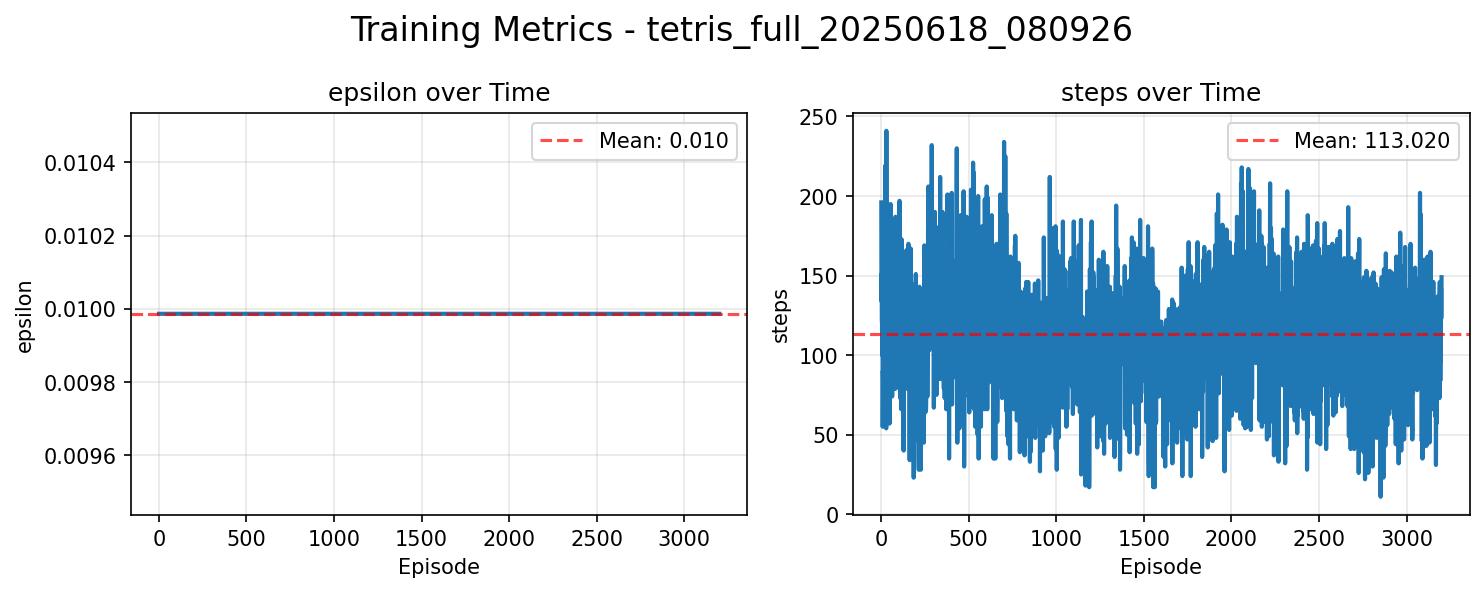 Training Metrics - tetris_full_20250618_080926
epsilon over Time
Mean: 0.010
0.0104
0.0102
0.0100
0.0098
0.0096
epsilon
0 500 1000 1500 2000 2500 3000
Episode
steps over Time
Mean: 113.020
250
200
150
100
50
0
steps
0 500 1000 1500 2000 2500 3000
Episode